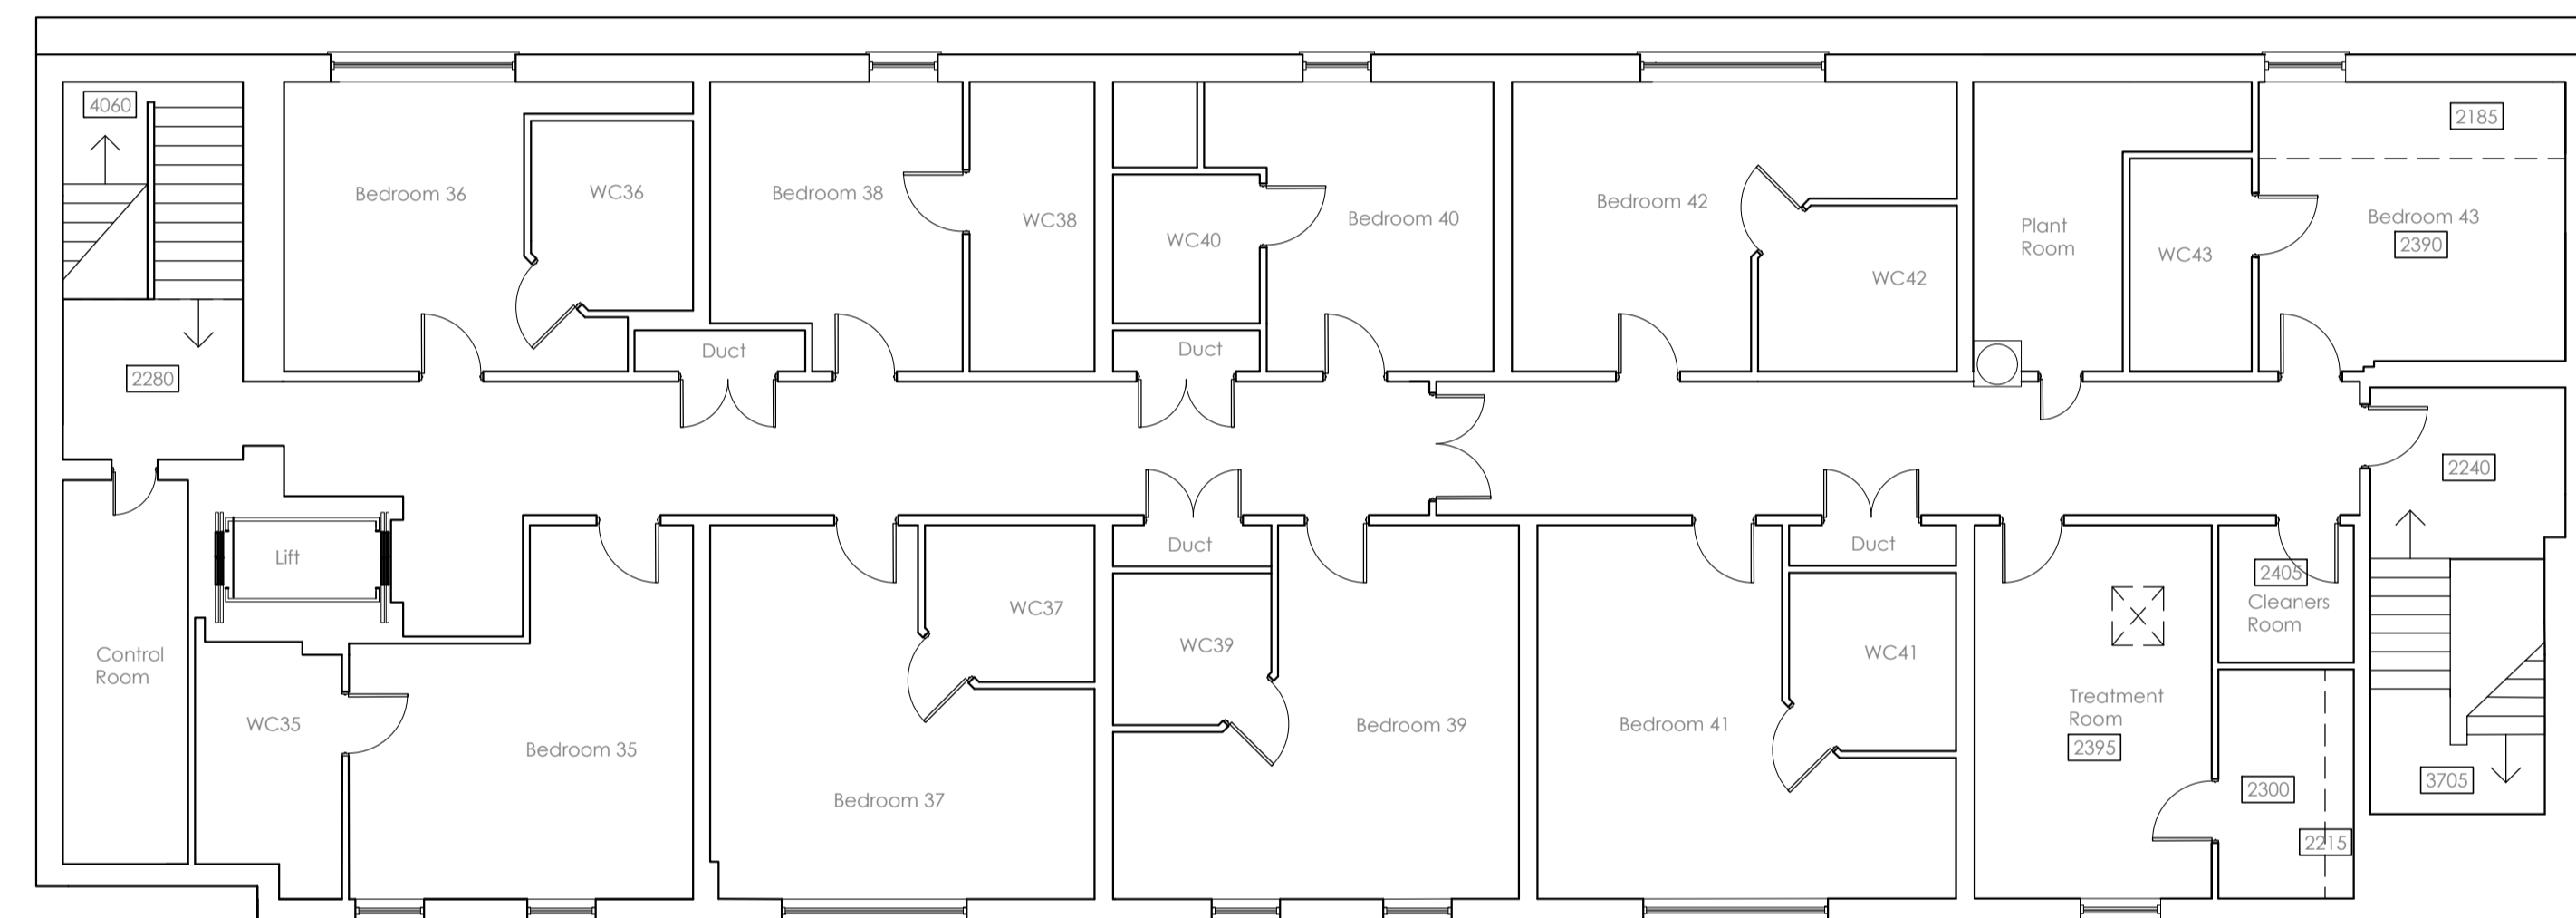 4060
2185
Bedroom 36
WC36
Bedroom 38
WC38
WC40
Bedroom 40
Bedroom 42
WC42
Plant
Room
WC43
Bedroom 43
2390
Duct
Duct
2280
2240
Lift
Duct
Duct
2405
Cleaners
Room
WC37
WC39
WC41
Control
Room
WC35
Bedroom 35
Bedroom 37
Bedroom 39
Bedroom 41
Treatment
Room
2395
2300
2215
3705